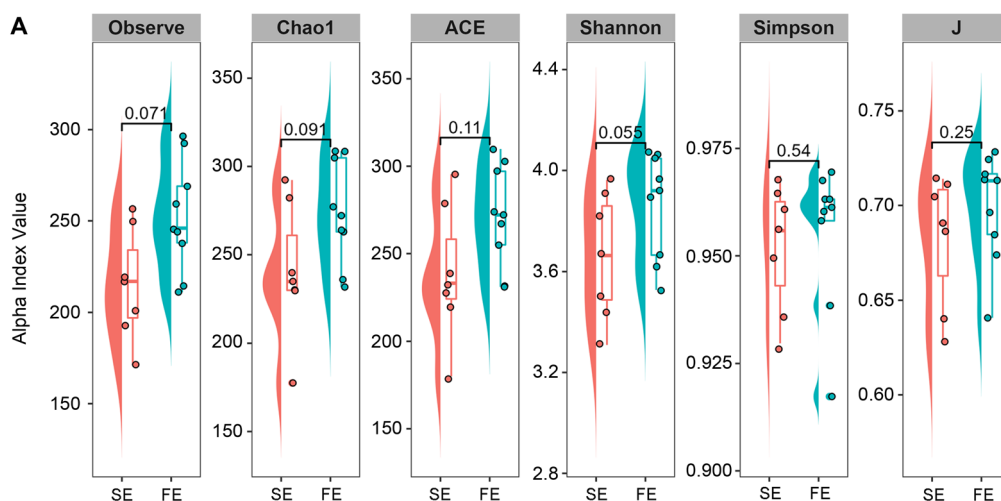 A
Observe
Chao1
ACE
Shannon
Simpson
J
Alpha Index Value
300
250
200
150
0.071
SE
FE
350
300
250
200
150
0.091
SE
FE
350
300
250
200
150
0.11
SE
FE
4.4
4.0
3.6
3.2
2.8
0.055
SE
FE
0.975
0.950
0.925
0.900
0.54
SE
FE
0.75
0.70
0.65
0.60
0.25
SE
FE